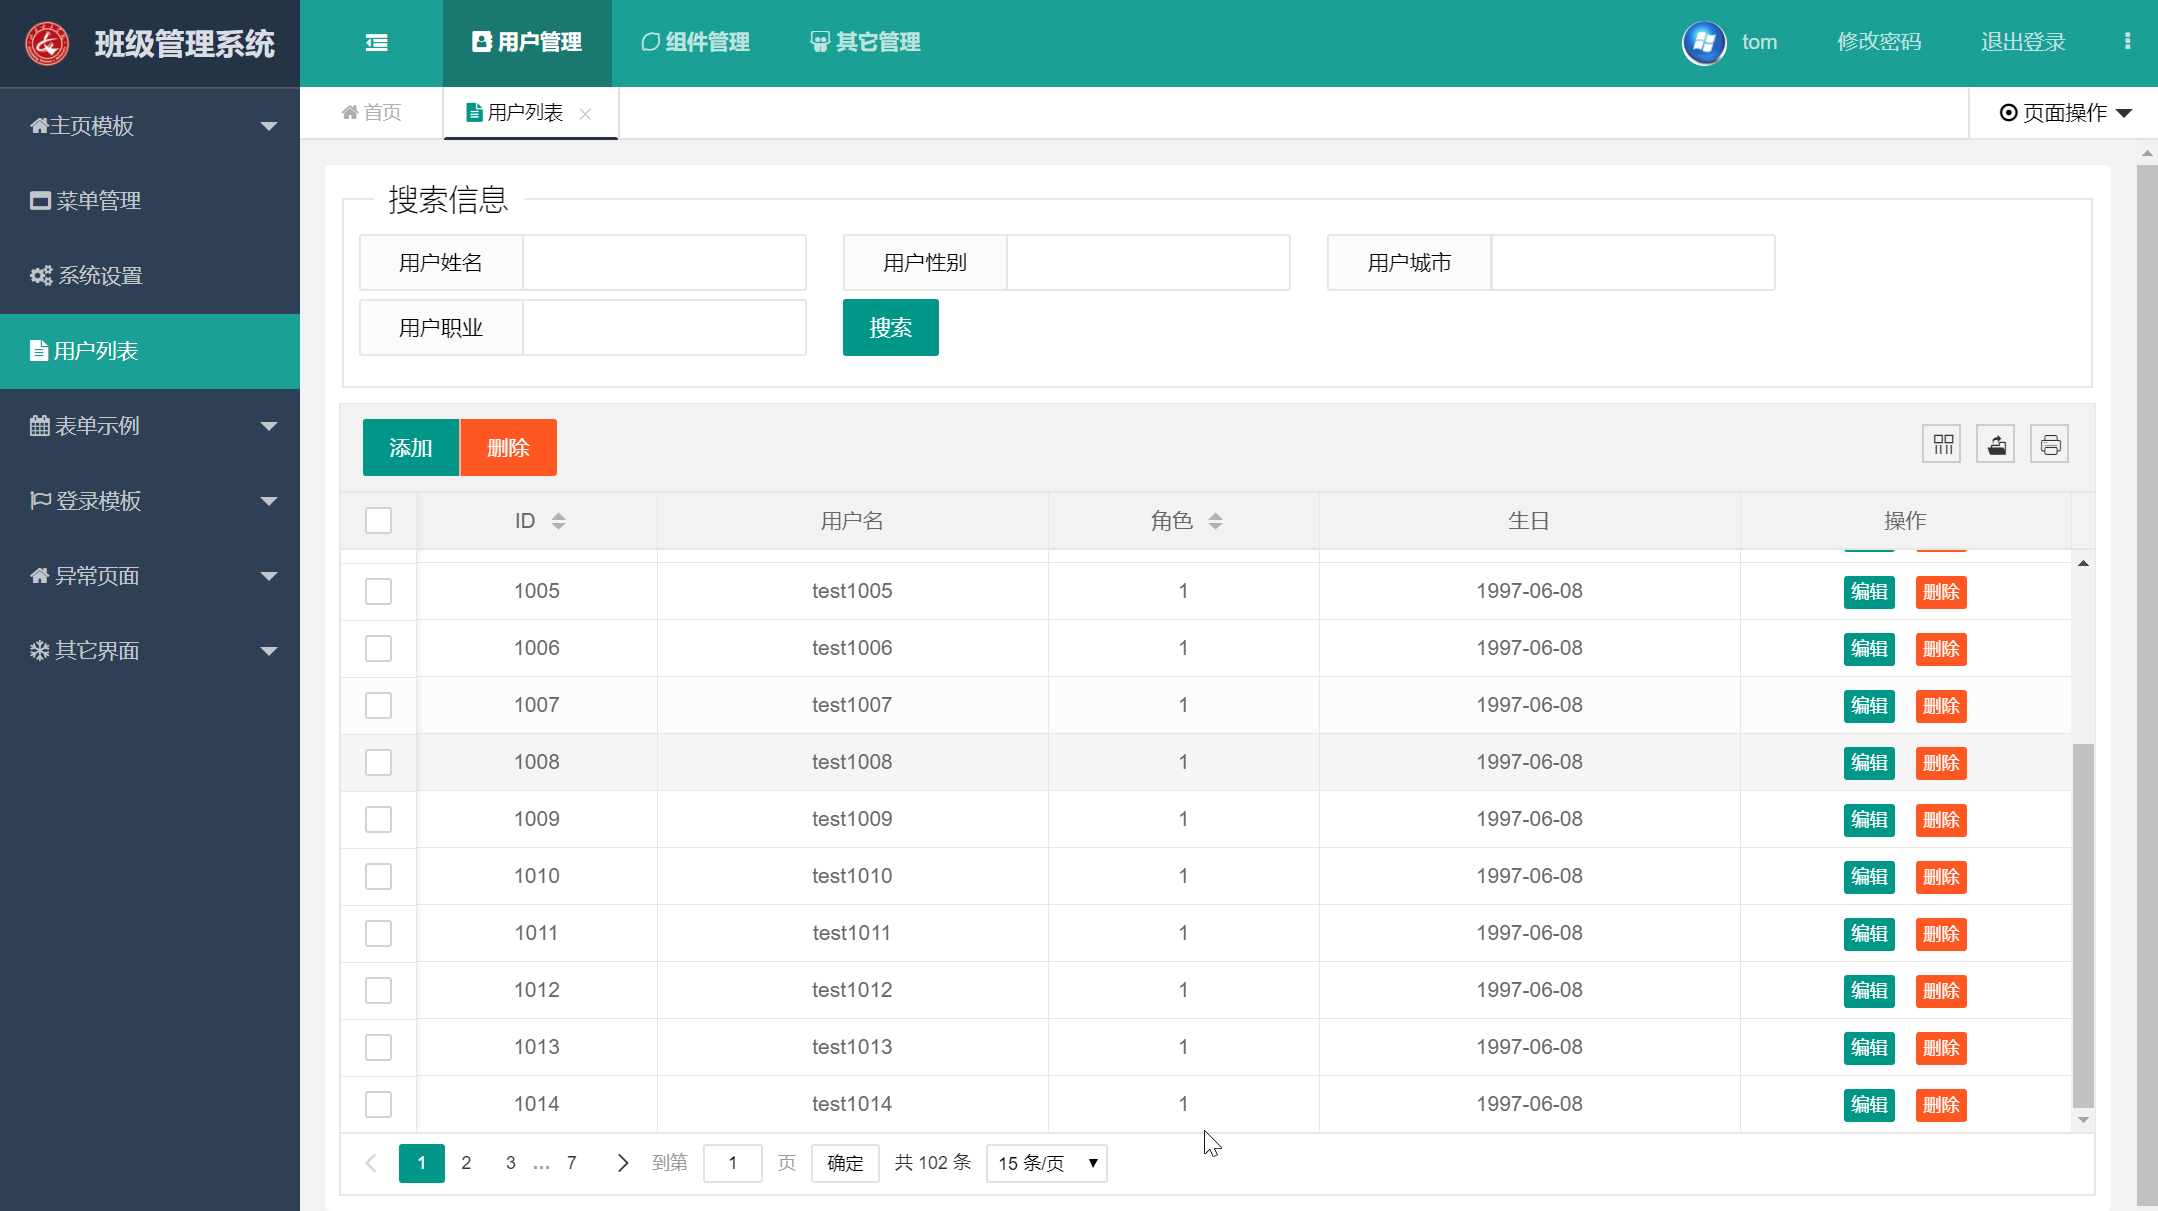 班级管理系统
用户管理 组件管理 其它管理
tom 修改密码 退出登录
首页 用户列表 页面操作
主页模板
菜单管理
系统设置
用户列表
表单示例
登录模板
异常页面
其它界面
搜索信息
用户姓名 用户性别 用户城市
用户职业 搜索
添加 删除
ID 用户名 角色 生日 操作
1005 test1005 1 1997-06-08 编辑 删除
1006 test1006 1 1997-06-08 编辑 删除
1007 test1007 1 1997-06-08 编辑 删除
1008 test1008 1 1997-06-08 编辑 删除
1009 test1009 1 1997-06-08 编辑 删除
1010 test1010 1 1997-06-08 编辑 删除
1011 test1011 1 1997-06-08 编辑 删除
1012 test1012 1 1997-06-08 编辑 删除
1013 test1013 1 1997-06-08 编辑 删除
1014 test1014 1 1997-06-08 编辑 删除
1 2 3 … 7 到第 1 页 确定 共 102 条 15 条/页